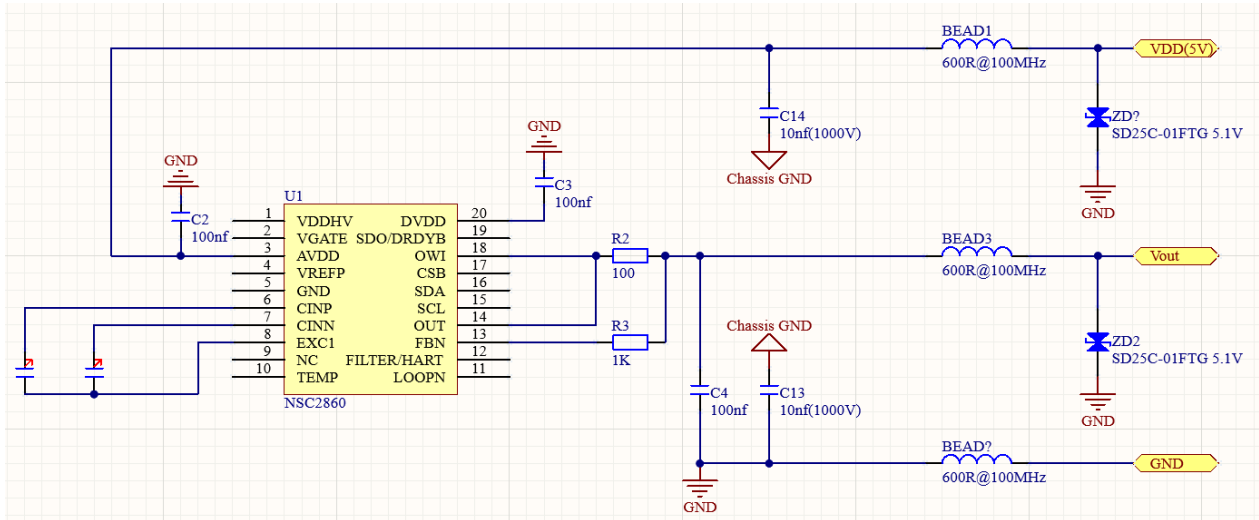 BEAD1
VDD(5V)
600R@100MHz
C14
10nf(1000V)
ZD?
SD25C-01FTG 5.1V
Chassis GND
GND
GND
GND
C3
100nf
C2
100nf
U1
1 VDDHV DVDD 20
2 VGATE SDO/DRDYB 19
3 AVDD OWI 18
4 VREFP CSB 17
5 GND SDA 16
6 CINP SCL 15
7 CINN OUT 14
8 EXC1 FBN 13
9 NC FILTER/HART 12
10 TEMP LOOPN 11
NSC2860
R2
100
R3
1K
BEAD3
Vout
600R@100MHz
Chassis GND
ZD2
SD25C-01FTG 5.1V
GND
C4
100nf
C13
10nf(1000V)
BEAD?
GND
600R@100MHz
GND